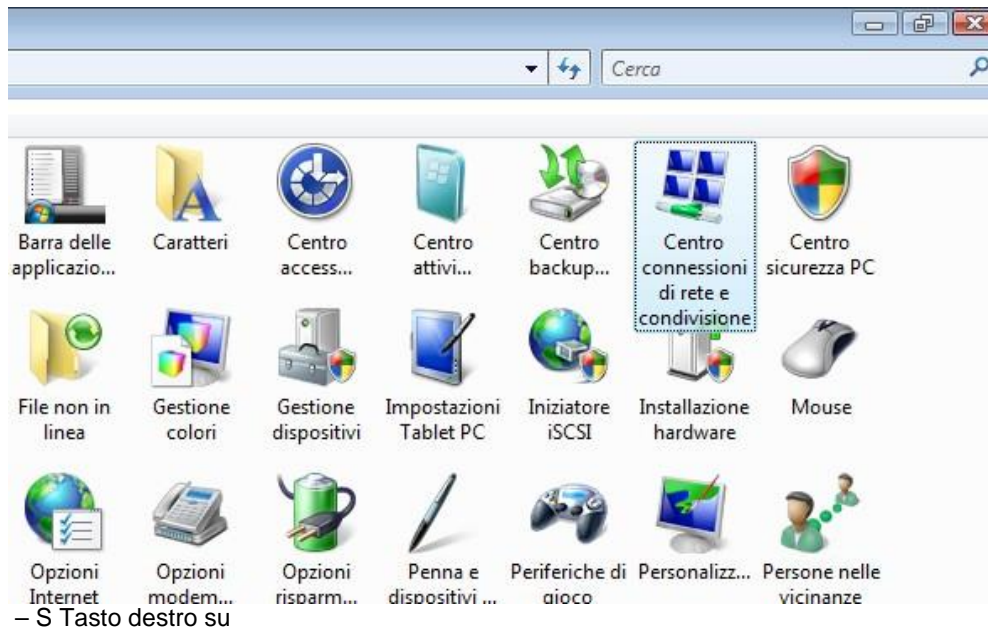 Cerca
Barra delle applicazio...
Caratteri
Centro access...
Centro attivi...
Centro backup...
Centro connessioni di rete e condivisione
Centro sicurezza PC
File non in linea
Gestione colori
Gestione dispositivi
Impostazioni Tablet PC
Iniziatore iSCSI
Installazione hardware
Mouse
Opzioni Internet
Opzioni modem...
Opzioni risparm...
Penna e dispositivi ...
Periferiche di gioco
Personalizz...
Persone nelle vicinanze
– S Tasto destro su